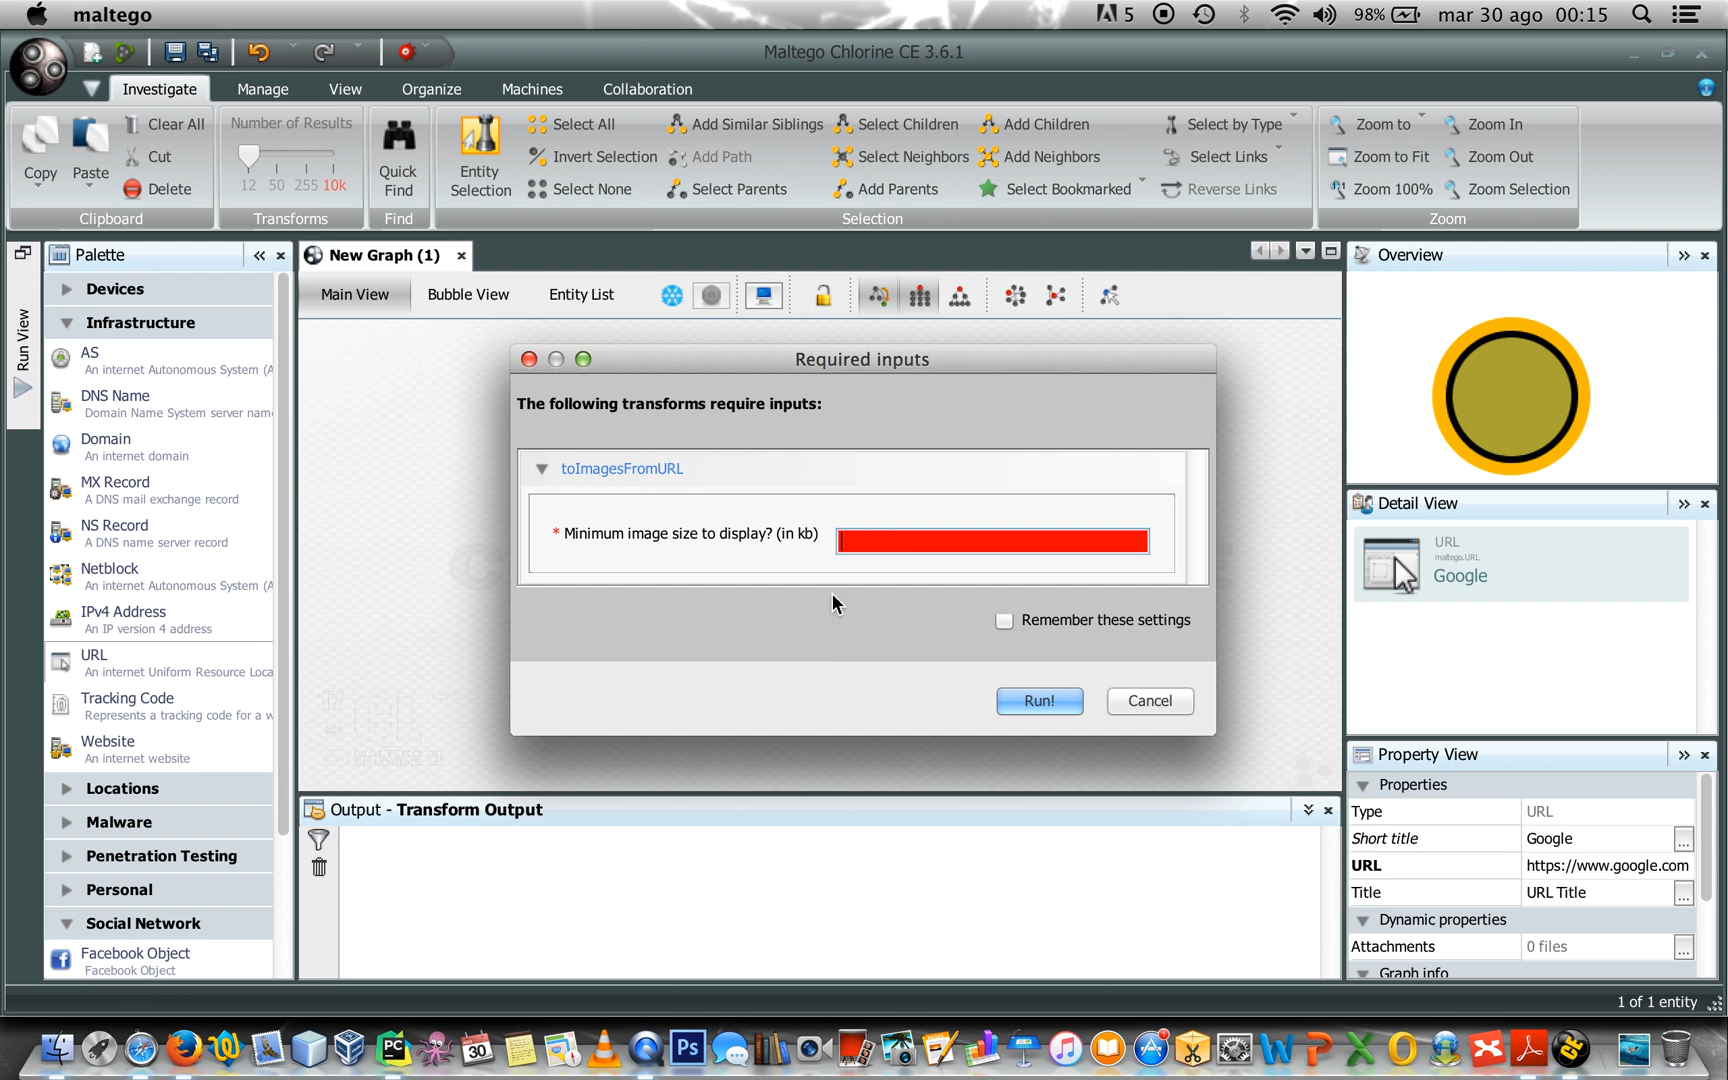 maltego
5
98%
mar 30 ago 00:15
Maltego Chlorine CE 3.6.1
Investigate Manage View Organize Machines Collaboration
Copy
Paste
Clear All
Cut
Delete
Clipboard
Number of Results
12 50 255 10k
Transforms
Quick
Find
Find
Entity
Selection
Select All
Invert Selection
Select None
Add Similar Siblings
Add Path
Select Parents
Select Children
Select Neighbors
Add Parents
Add Children
Add Neighbors
Select Bookmarked
Select by Type
Select Links
Reverse Links
Selection
Zoom to
Zoom to Fit
Zoom 100%
Zoom In
Zoom Out
Zoom Selection
Zoom
Run View
Palette
Devices
Infrastructure
AS
An internet Autonomous System (A
DNS Name
Domain Name System server name
Domain
An internet domain
MX Record
A DNS mail exchange record
NS Record
A DNS name server record
Netblock
An internet Autonomous System (A
IPv4 Address
An IP version 4 address
URL
An internet Uniform Resource Loca
Tracking Code
Represents a tracking code for a w
Website
An internet website
Locations
Malware
Penetration Testing
Personal
Social Network
Facebook Object
Facebook Object
New Graph (1)
Main View Bubble View Entity List
Required inputs
The following transforms require inputs:
toImagesFromURL
* Minimum image size to display? (in kb)
Remember these settings
Run! Cancel
17
CL
Output - Transform Output
Overview
Detail View
URL
maltego.URL
Google
Property View
Properties
Type URL
Short title Google ...
URL https://www.google.com
Title URL Title ...
Dynamic properties
Attachments 0 files ...
Graph info
1 of 1 entity